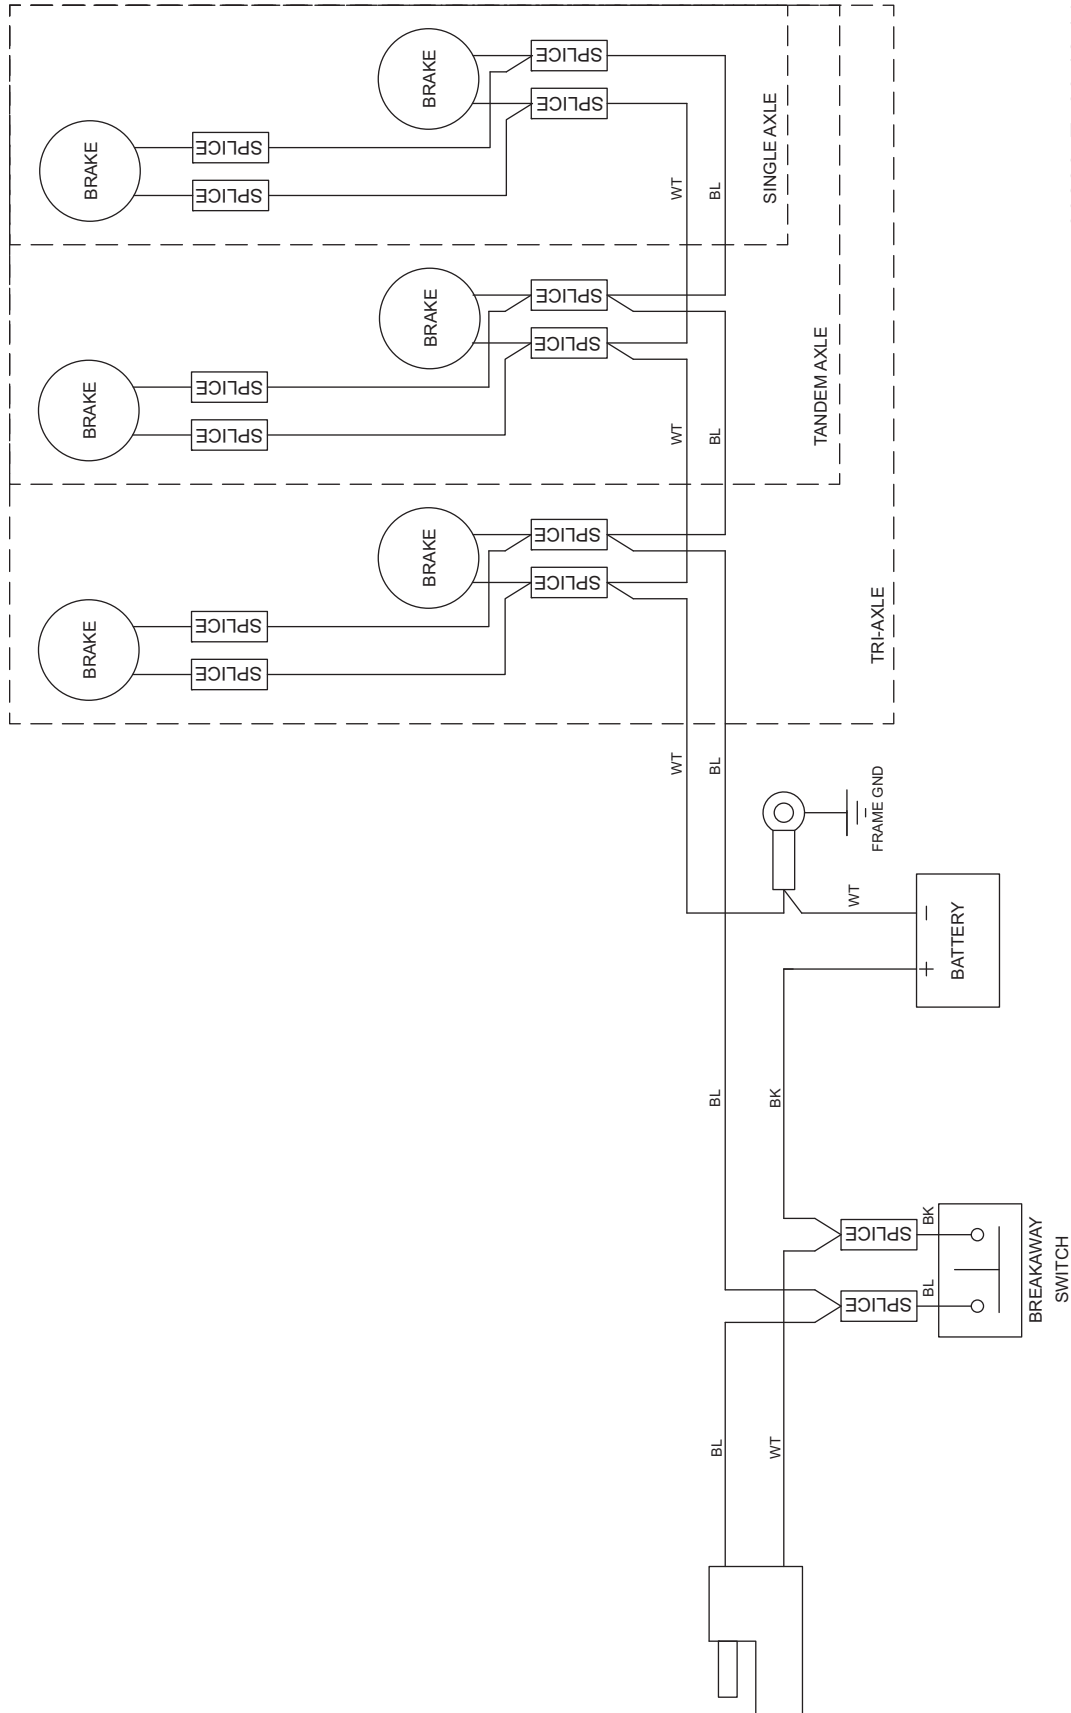 BRAKE
SPLICE
SPLICE
BRAKE
SPLICE
SPLICE
WT
BL
SINGLE AXLE
BRAKE
SPLICE
SPLICE
BRAKE
SPLICE
SPLICE
WT
BL
TANDEM AXLE
BRAKE
SPLICE
SPLICE
BRAKE
SPLICE
SPLICE
TRI-AXLE
WT
BL
FRAME GND
WT
−
+
BATTERY
BL
BK
SPLICE
BK
SPLICE
BL
BREAKAWAY
SWITCH
BL
WT